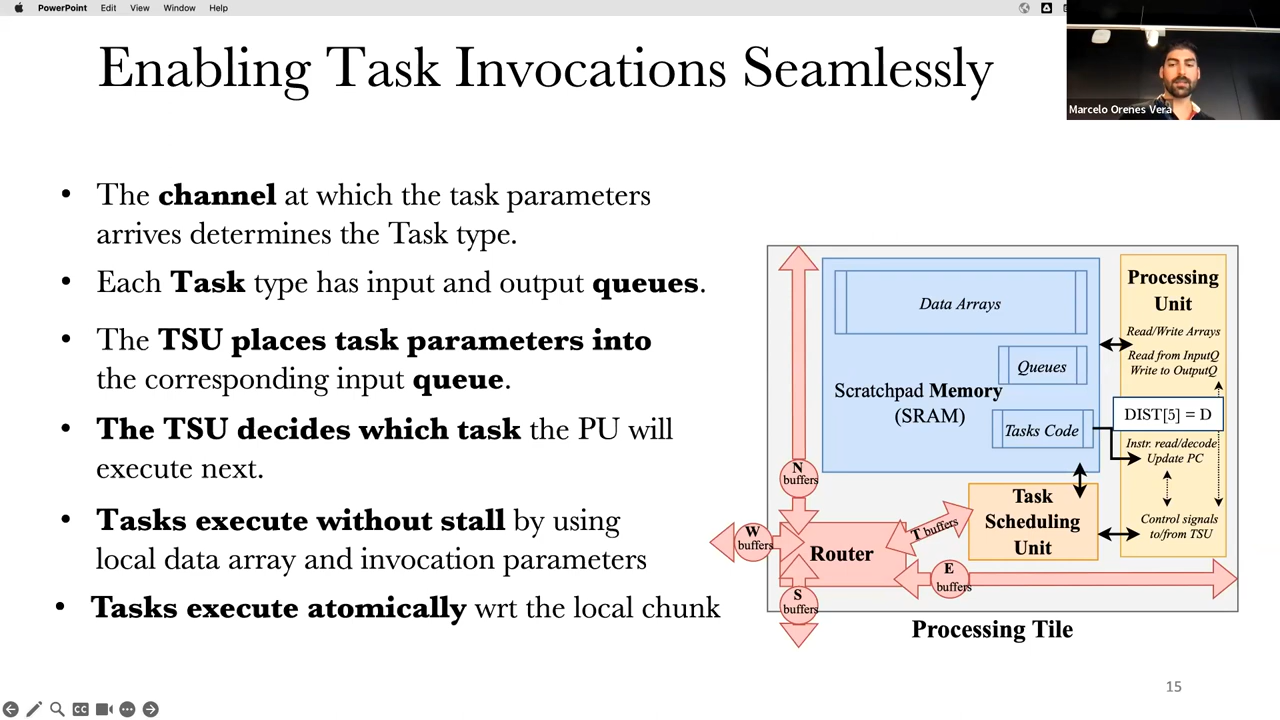 PowerPoint Edit View Window Help
Enabling Task Invocations Seamlessly
Marcelo Orenes Vera
• The channel at which the task parameters
arrives determines the Task type.
• Each Task type has input and output queues.
• The TSU places task parameters into
the corresponding input queue.
• The TSU decides which task the PU will
execute next.
• Tasks execute without stall by using
local data array and invocation parameters
• Tasks execute atomically wrt the local chunk
Data Arrays
Queues
Scratchpad Memory
(SRAM)
Tasks Code
Processing
Unit
Read/Write Arrays
Read from InputQ
Write to OutputQ
DIST[5] = D
Instr. read/decode
Update PC
Control signals
to/from TSU
N
buffers
W
buffers
Router
T buffers
Task
Scheduling
Unit
E
buffers
S
buffers
Processing Tile
15
CC